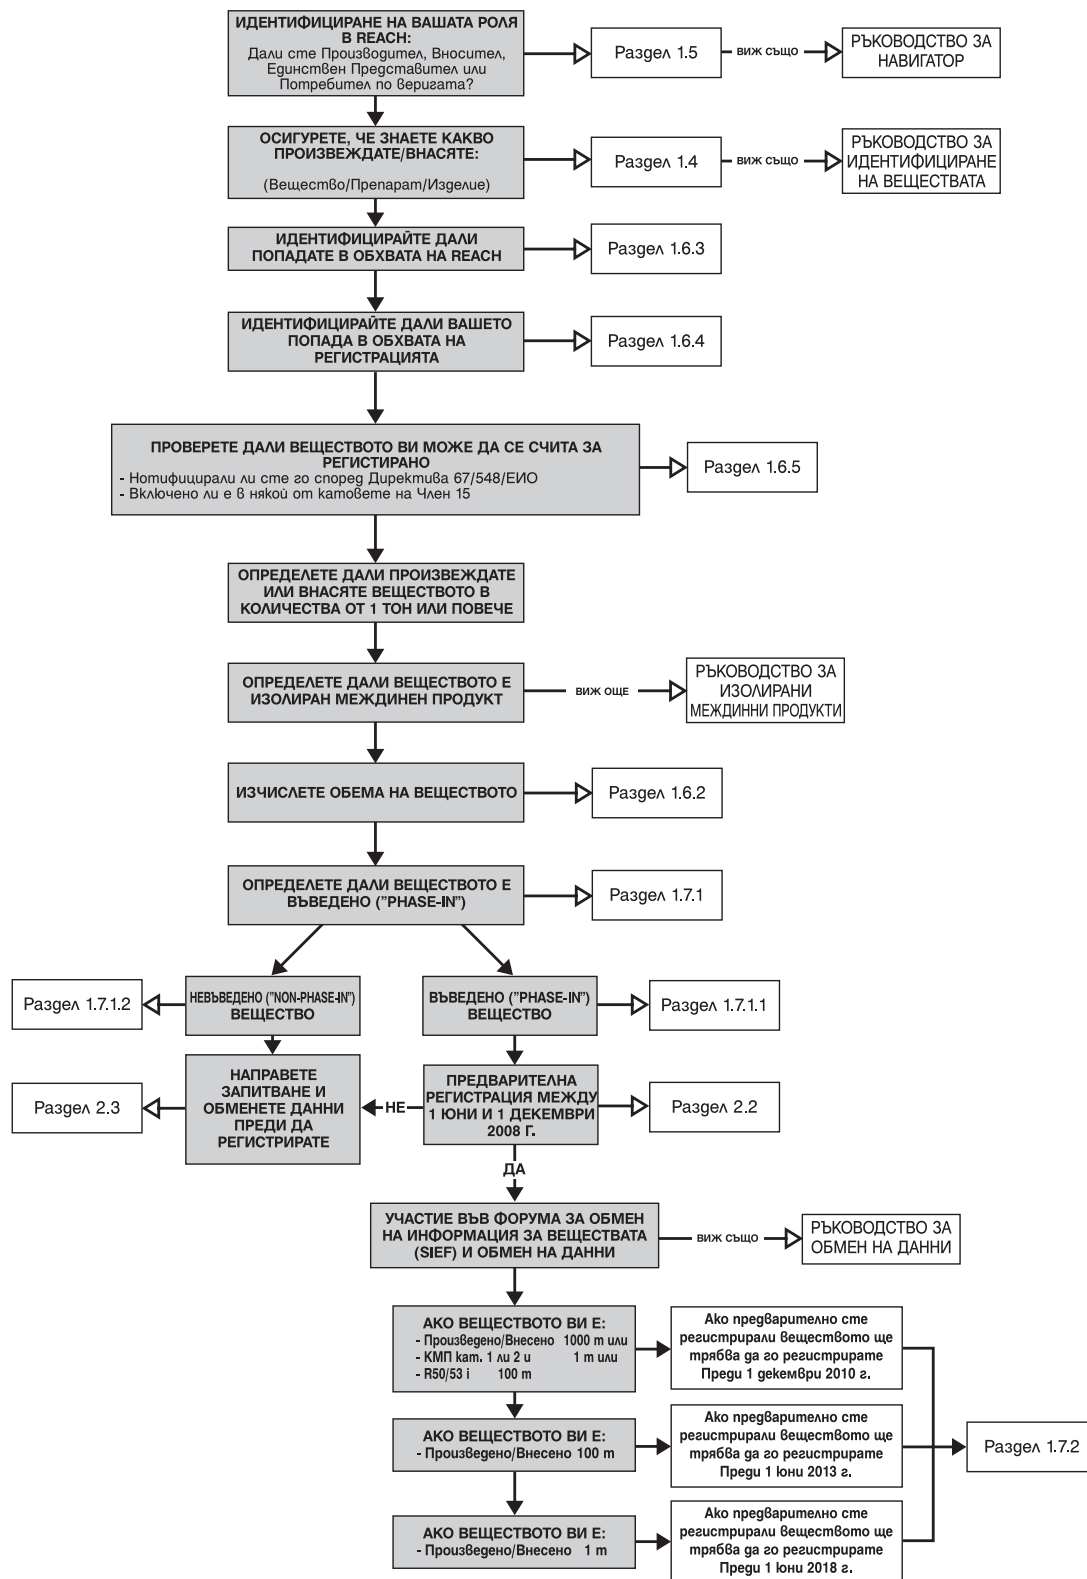 ИДЕНТИФИЦИРАНЕ НА ВАШАТА РОЛЯ
В REACH:
Дали сте Производител, Вносител,
Единствен Представител или
Потребител по веригата?
Раздел 1.5
ВИЖ СЪЩО
РЪКОВОДСТВО ЗА
НАВИГАТОР
ОСИГУРЕТЕ, ЧЕ ЗНАЕТЕ КАКВО
ПРОИЗВЕЖДАТЕ/ВНАСЯТЕ:
(Вещество/Препарат/Изделие)
Раздел 1.4
ВИЖ СЪЩО
РЪКОВОДСТВО ЗА
ИДЕНТИФИЦИРАНЕ
НА ВЕЩЕСТВАТА
ИДЕНТИФИЦИРАЙТЕ ДАЛИ
ПОПАДАТЕ В ОБХВАТА НА REACH
Раздел 1.6.3
ИДЕНТИФИЦИРАЙТЕ ДАЛИ ВАШЕТО
ПОПАДА В ОБХВАТА НА
РЕГИСТРАЦИЯТА
Раздел 1.6.4
ПРОВЕРЕТЕ ДАЛИ ВЕЩЕСТВОТО ВИ МОЖЕ ДА СЕ СЧИТА ЗА
РЕГИСТИРАНО
- Нотифицирали ли сте го според Директива 67/548/ЕИО
- Включено ли е в някой от катовете на Член 15
Раздел 1.6.5
ОПРЕДЕЛЕТЕ ДАЛИ ПРОИЗВЕЖДАТЕ
ИЛИ ВНАСЯТЕ ВЕЩЕСТВОТО В
КОЛИЧЕСТВА ОТ 1 ТОН ИЛИ ПОВЕЧЕ
ОПРЕДЕЛЕТЕ ДАЛИ ВЕЩЕСТВОТО Е
ИЗОЛИРАН МЕЖДИНЕН ПРОДУКТ
ВИЖ ОЩЕ
РЪКОВОДСТВО ЗА
ИЗОЛИРАНИ
МЕЖДИННИ ПРОДУКТИ
ИЗЧИСЛЕТЕ ОБЕМА НА ВЕЩЕСТВОТО
Раздел 1.6.2
ОПРЕДЕЛЕТЕ ДАЛИ ВЕЩЕСТВОТО Е
ВЪВЕДЕНО ("PHASE-IN")
Раздел 1.7.1
Раздел 1.7.1.2
НЕВЪВЕДЕНО ("NON-PHASE-IN")
ВЕЩЕСТВО
ВЪВЕДЕНО ("PHASE-IN")
ВЕЩЕСТВО
Раздел 1.7.1.1
Раздел 2.3
НАПРАВЕТЕ
ЗАПИТВАНЕ И
ОБМЕНЕТЕ ДАННИ
ПРЕДИ ДА
РЕГИСТРИРАТЕ
НЕ
ПРЕДВАРИТЕЛНА
РЕГИСТРАЦИЯ МЕЖДУ
1 ЮНИ И 1 ДЕКЕМВРИ
2008 Г.
Раздел 2.2
ДА
УЧАСТИЕ ВЪВ ФОРУМА ЗА ОБМЕН
НА ИНФОРМАЦИЯ ЗА ВЕЩЕСТВАТА
(SIEF) И ОБМЕН НА ДАННИ
ВИЖ СЪЩО
РЪКОВОДСТВО ЗА
ОБМЕН НА ДАННИ
АКО ВЕЩЕСТВОТО ВИ Е:
- Произведено/Внесено 1000 т или
- КМП кат. 1 ли 2 и 1 т или
- R50/53 i 100 т
Ако предварително сте
регистрирали веществото ще
трябва да го регистрирате
Преди 1 декември 2010 г.
АКО ВЕЩЕСТВОТО ВИ Е:
- Произведено/Внесено 100 т
Ако предварително сте
регистрирали веществото ще
трябва да го регистрирате
Преди 1 юни 2013 г.
Раздел 1.7.2
АКО ВЕЩЕСТВОТО ВИ Е:
- Произведено/Внесено 1 т
Ако предварително сте
регистрирали веществото ще
трябва да го регистрирате
Преди 1 юни 2018 г.